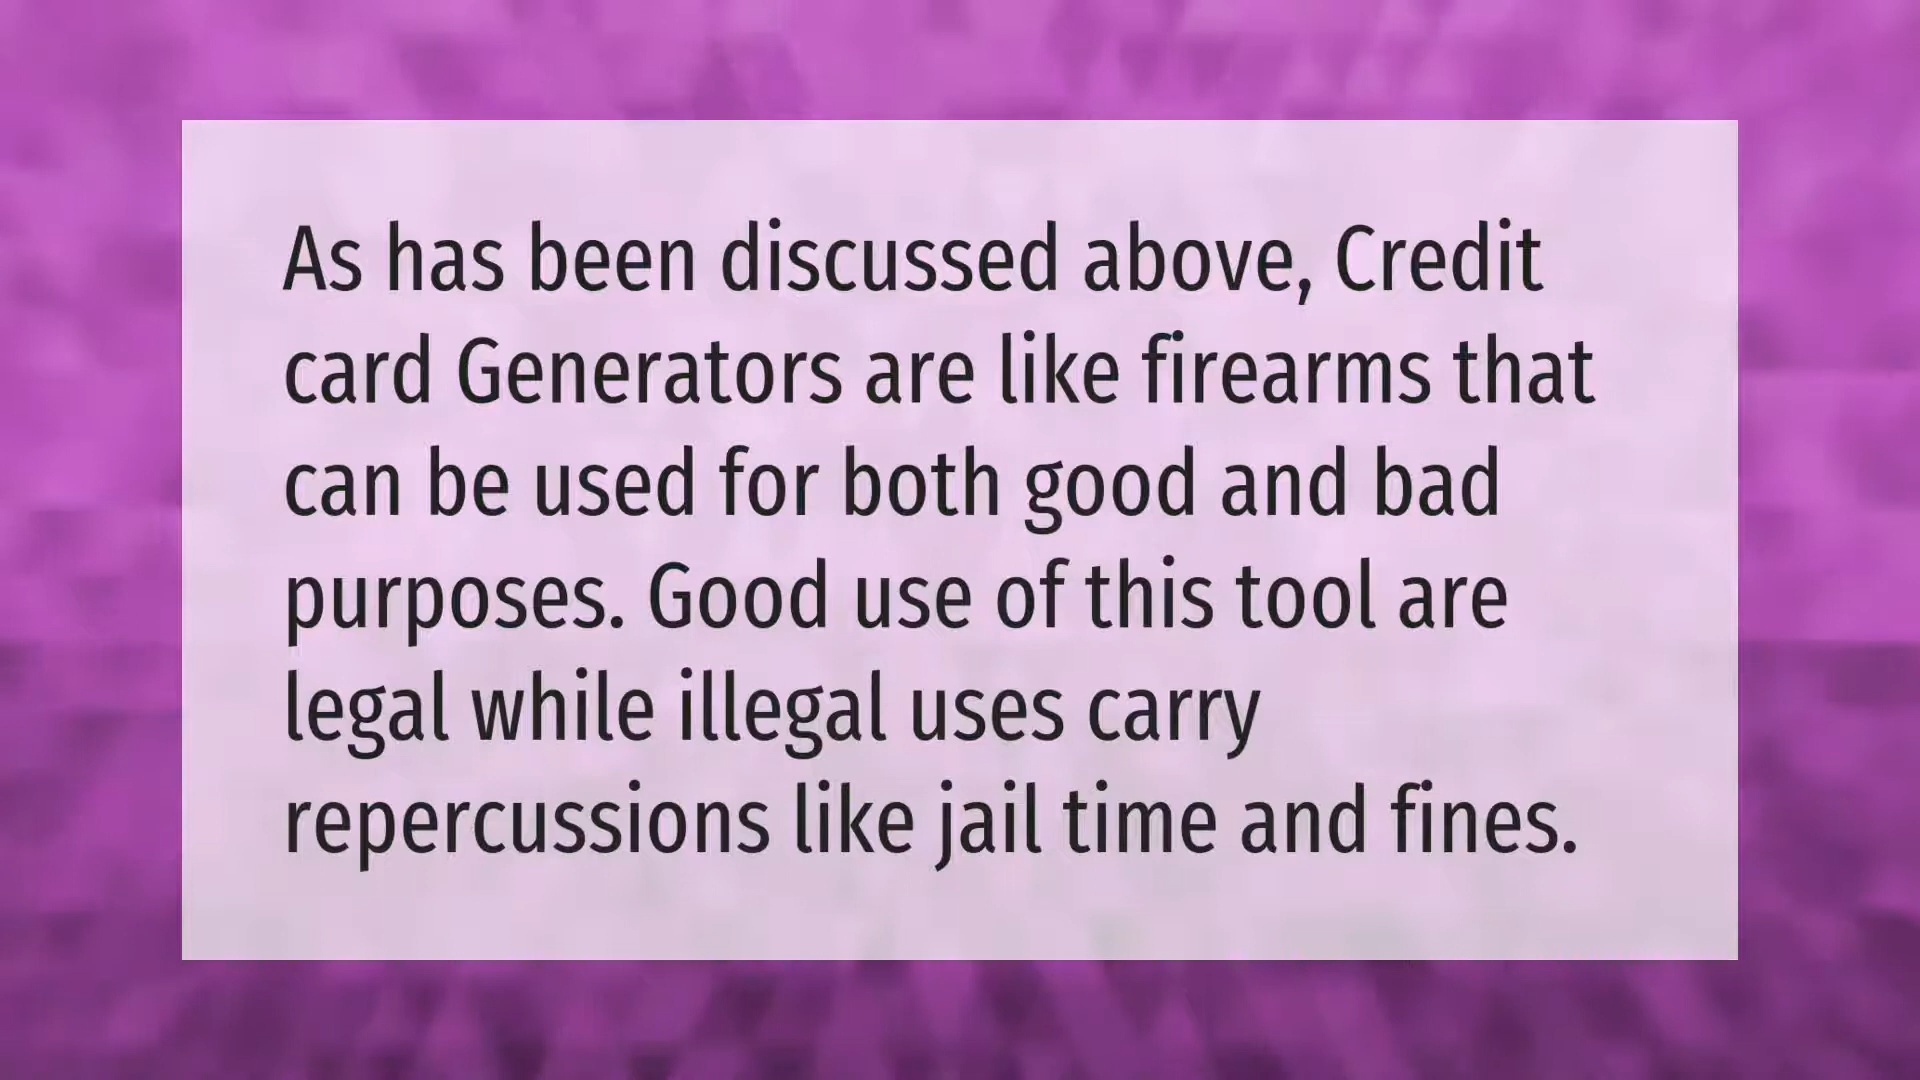 As has been discussed above, Credit
card Generators are like firearms that
can be used for both good and bad
purposes. Good use of this tool are
legal while illegal uses carry
repercussions like jail time and fines.